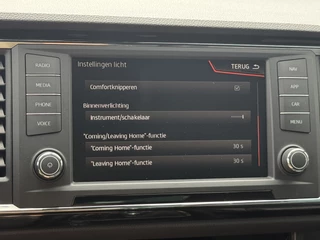 Instellingen licht
TERUG
RADIO
MEDIA
PHONE
VOICE
Comfortknipperen
Binnenverlichting
Instrument-/schakelaar
"Coming/Leaving Home"-functie
"Coming Home"-functie 30 s
"Leaving Home"-functie 30 s
NAV
APP
CAR
MENU